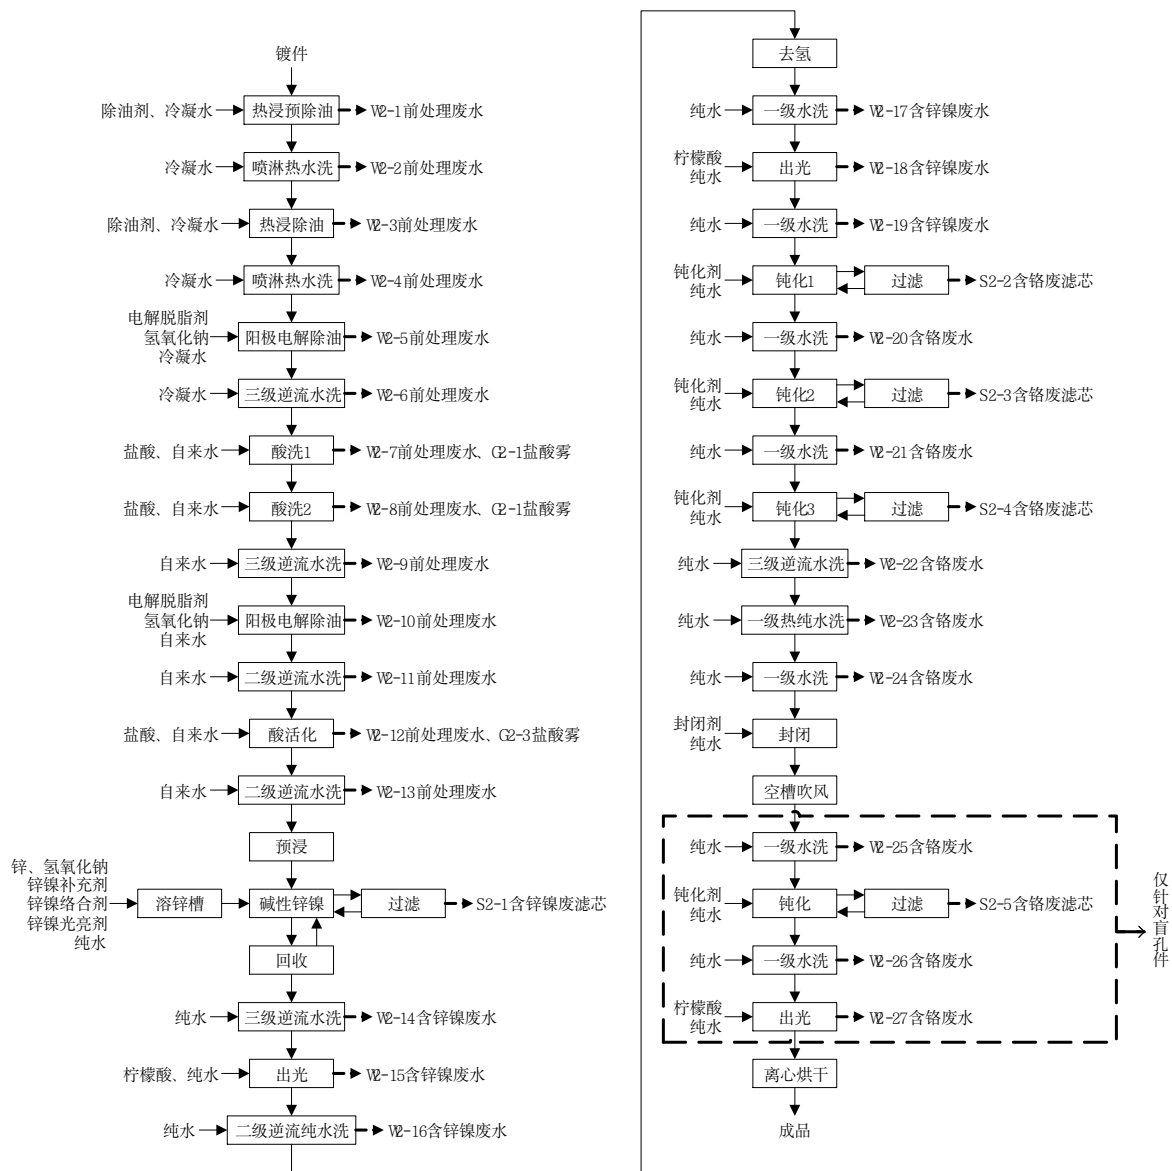 镀件
除油剂、冷凝水
热浸预除油
W2-1前处理废水
冷凝水
喷淋热水洗
W2-2前处理废水
除油剂、冷凝水
热浸除油
W2-3前处理废水
冷凝水
喷淋热水洗
W2-4前处理废水
电解脱脂剂
氢氧化钠
冷凝水
阳极电解除油
W2-5前处理废水
冷凝水
三级逆流水洗
W2-6前处理废水
盐酸、自来水
酸洗1
W2-7前处理废水、G2-1盐酸雾
盐酸、自来水
酸洗2
W2-8前处理废水、G2-1盐酸雾
自来水
三级逆流水洗
W2-9前处理废水
电解脱脂剂
氢氧化钠
自来水
阳极电解除油
W2-10前处理废水
自来水
二级逆流水洗
W2-11前处理废水
盐酸、自来水
酸活化
W2-12前处理废水、G2-3盐酸雾
自来水
二级逆流水洗
W2-13前处理废水
预浸
锌、氢氧化钠
锌镍补充剂
锌镍络合剂
锌镍光亮剂
纯水
溶锌槽
碱性锌镍
过滤
S2-1含锌镍废滤芯
回收
纯水
三级逆流水洗
W2-14含锌镍废水
柠檬酸、纯水
出光
W2-15含锌镍废水
纯水
二级逆流纯水洗
W2-16含锌镍废水
去氢
纯水
一级水洗
W2-17含锌镍废水
柠檬酸
纯水
出光
W2-18含锌镍废水
纯水
一级水洗
W2-19含锌镍废水
钝化剂
纯水
钝化1
过滤
S2-2含铬废滤芯
纯水
一级水洗
W2-20含铬废水
钝化剂
纯水
钝化2
过滤
S2-3含铬废滤芯
纯水
一级水洗
W2-21含铬废水
钝化剂
纯水
钝化3
过滤
S2-4含铬废滤芯
纯水
三级逆流水洗
W2-22含铬废水
纯水
一级热纯水洗
W2-23含铬废水
纯水
一级水洗
W2-24含铬废水
封闭剂
纯水
封闭
空槽吹风
纯水
一级水洗
W2-25含铬废水
钝化剂
纯水
钝化
过滤
S2-5含铬废滤芯
纯水
一级水洗
W2-26含铬废水
柠檬酸
纯水
出光
W2-27含铬废水
仅针对盲孔件
离心烘干
成品